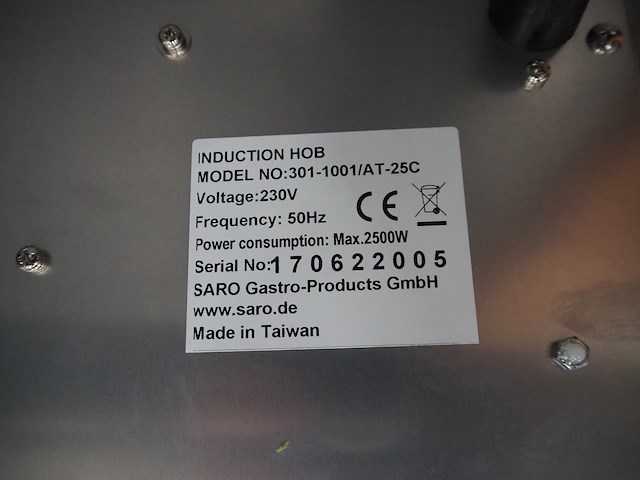 INDUCTION HOB
MODEL NO:301-1001/AT-25C
Voltage:230V
Frequency: 50Hz
CE
Power consumption: Max.2500W
Serial No:170622005
SARO Gastro-Products GmbH
www.saro.de
Made in Taiwan